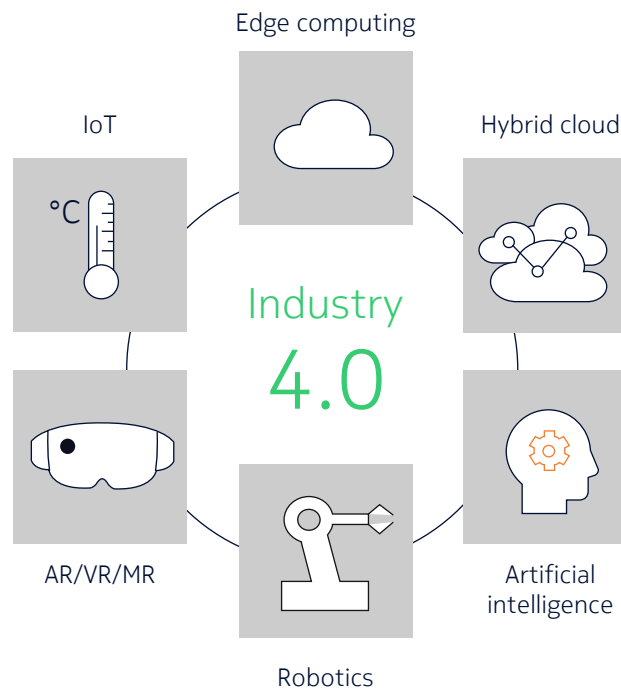 Edge computing
IoT
Hybrid cloud
°C
Industry
4.0
AR/VR/MR
Artificial
intelligence
Robotics